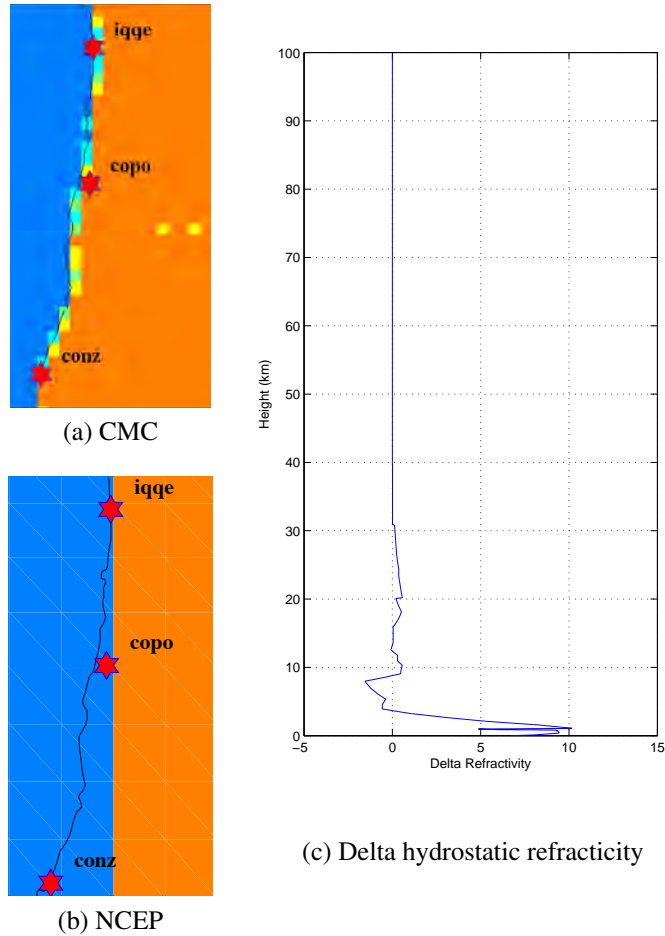 iqqe
copo
conz
(a) CMC
iqqe
copo
conz
(b) NCEP
100
90
80
70
60
50
40
30
20
10
0
Height (km)
−5
0
5
10
15
Delta Refractivity
(c) Delta hydrostatic refracticity